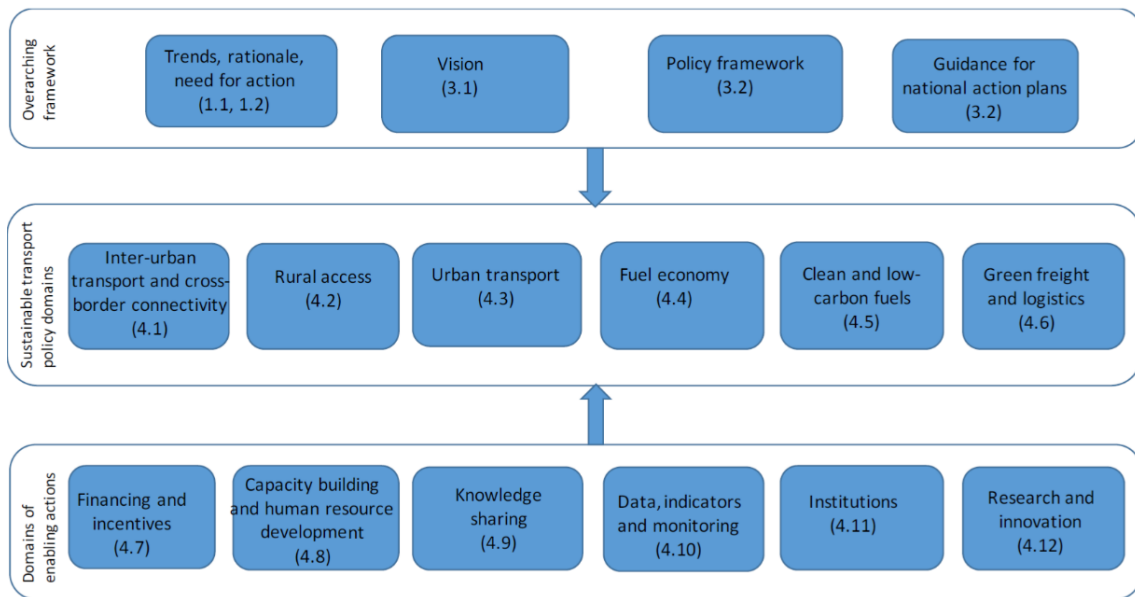 Overarching
framework
Trends, rationale,
need for action
(1.1, 1.2)
Vision
(3.1)
Policy framework
(3.2)
Guidance for
national action plans
(3.2)
Sustainable transport
policy domains
Inter-urban
transport and cross-
border connectivity
(4.1)
Rural access
(4.2)
Urban transport
(4.3)
Fuel economy
(4.4)
Clean and low-
carbon fuels
(4.5)
Green freight
and logistics
(4.6)
Domains of
enabling actions
Financing and
incentives
(4.7)
Capacity building
and human resource
development
(4.8)
Knowledge
sharing
(4.9)
Data, indicators
and monitoring
(4.10)
Institutions
(4.11)
Research and
innovation
(4.12)